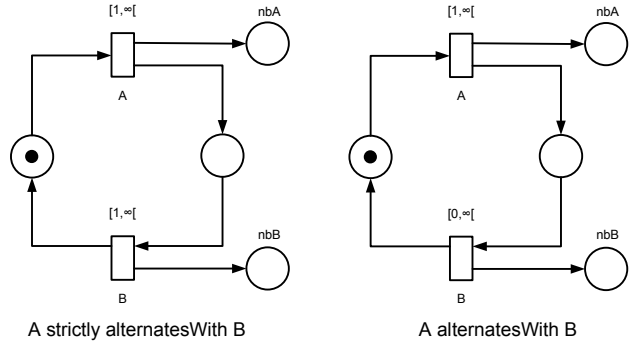 [1,∞[ nbA [1,∞[ nbA
A A
[1,∞[ nbB [0,∞[ nbB
B B
A strictly alternatesWith B A alternatesWith B